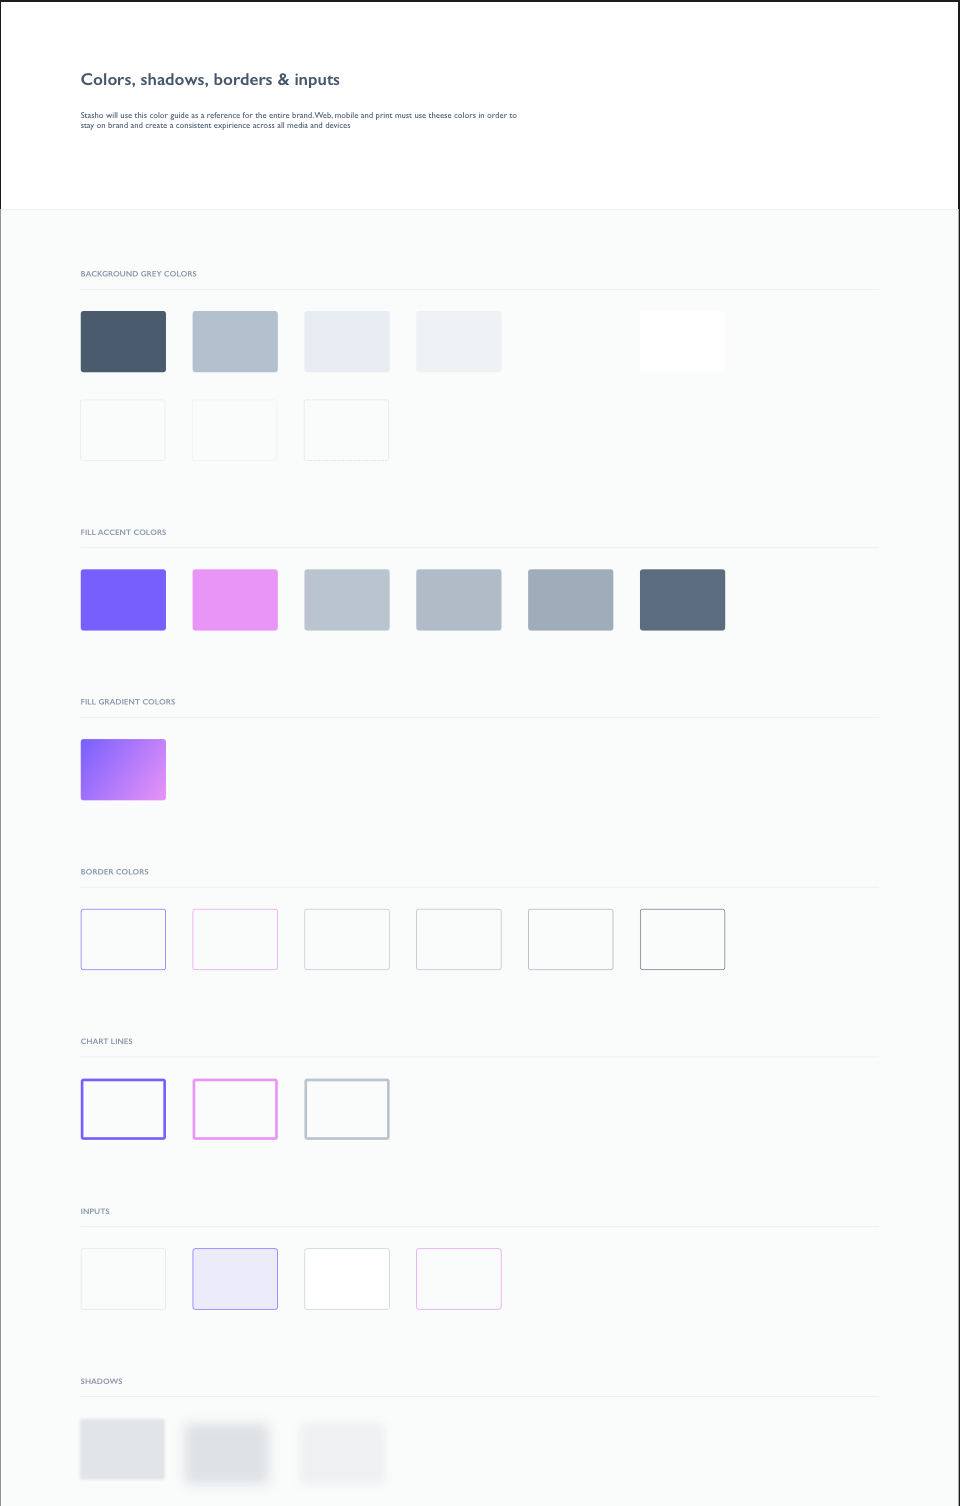 Colors, shadows, borders & inputs
Stasho will use this color guide as a reference for the entire brand.Web, mobile and print must use theese colors in order to
stay on brand and create a consistent expirience across all media and devices
BACKGROUND GREY COLORS
FILL ACCENT COLORS
FILL GRADIENT COLORS
BORDER COLORS
CHART LINES
INPUTS
SHADOWS